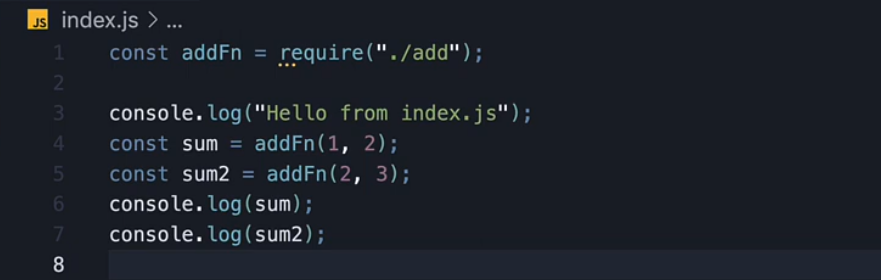 JS index.js > ...
1 const addFn = require("./add");
2
3 console.log("Hello from index.js");
4 const sum = addFn(1, 2);
5 const sum2 = addFn(2, 3);
6 console.log(sum);
7 console.log(sum2);
8